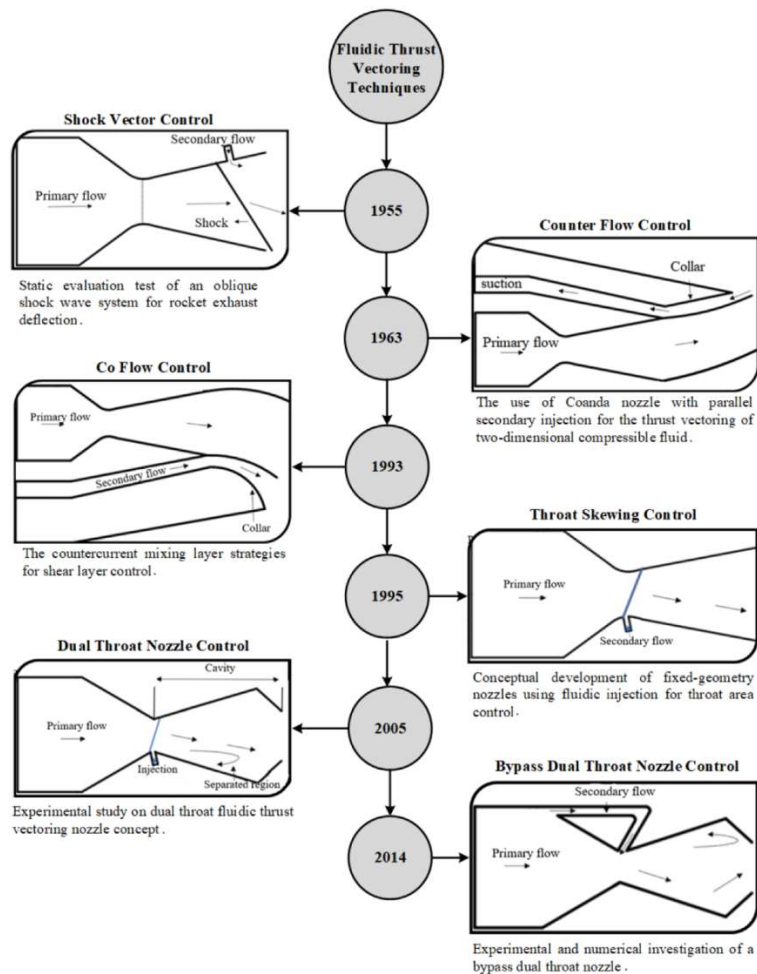 Fluidic Thrust
Vectoring
Techniques
Shock Vector Control
Secondary flow
Primary flow
Shock
Static evaluation test of an oblique
shock wave system for rocket exhaust
deflection.
1955
Counter Flow Control
Collar
suction
Primary flow
The use of Coanda nozzle with parallel
secondary injection for the thrust vectoring of
two-dimensional compressible fluid.
1963
Co Flow Control
Primary flow
Secondary flow
Collar
The countercurrent mixing layer strategies
for shear layer control.
1993
Throat Skewing Control
Primary flow
Secondary flow
Conceptual development of fixed-geometry
nozzles using fluidic injection for throat area
control.
1995
Dual Throat Nozzle Control
Cavity
Primary flow
Injection
Separated region
Experimental study on dual throat fluidic thrust
vectoring nozzle concept.
2005
Bypass Dual Throat Nozzle Control
Secondary flow
Primary flow
Experimental and numerical investigation of a
bypass dual throat nozzle.
2014